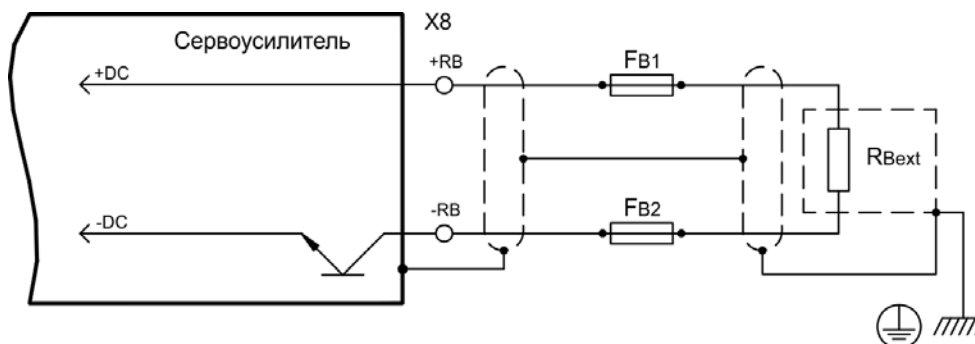 X8
Сервоусилитель
+DC
+RB
FB1
RBext
-DC
-RB
FB2